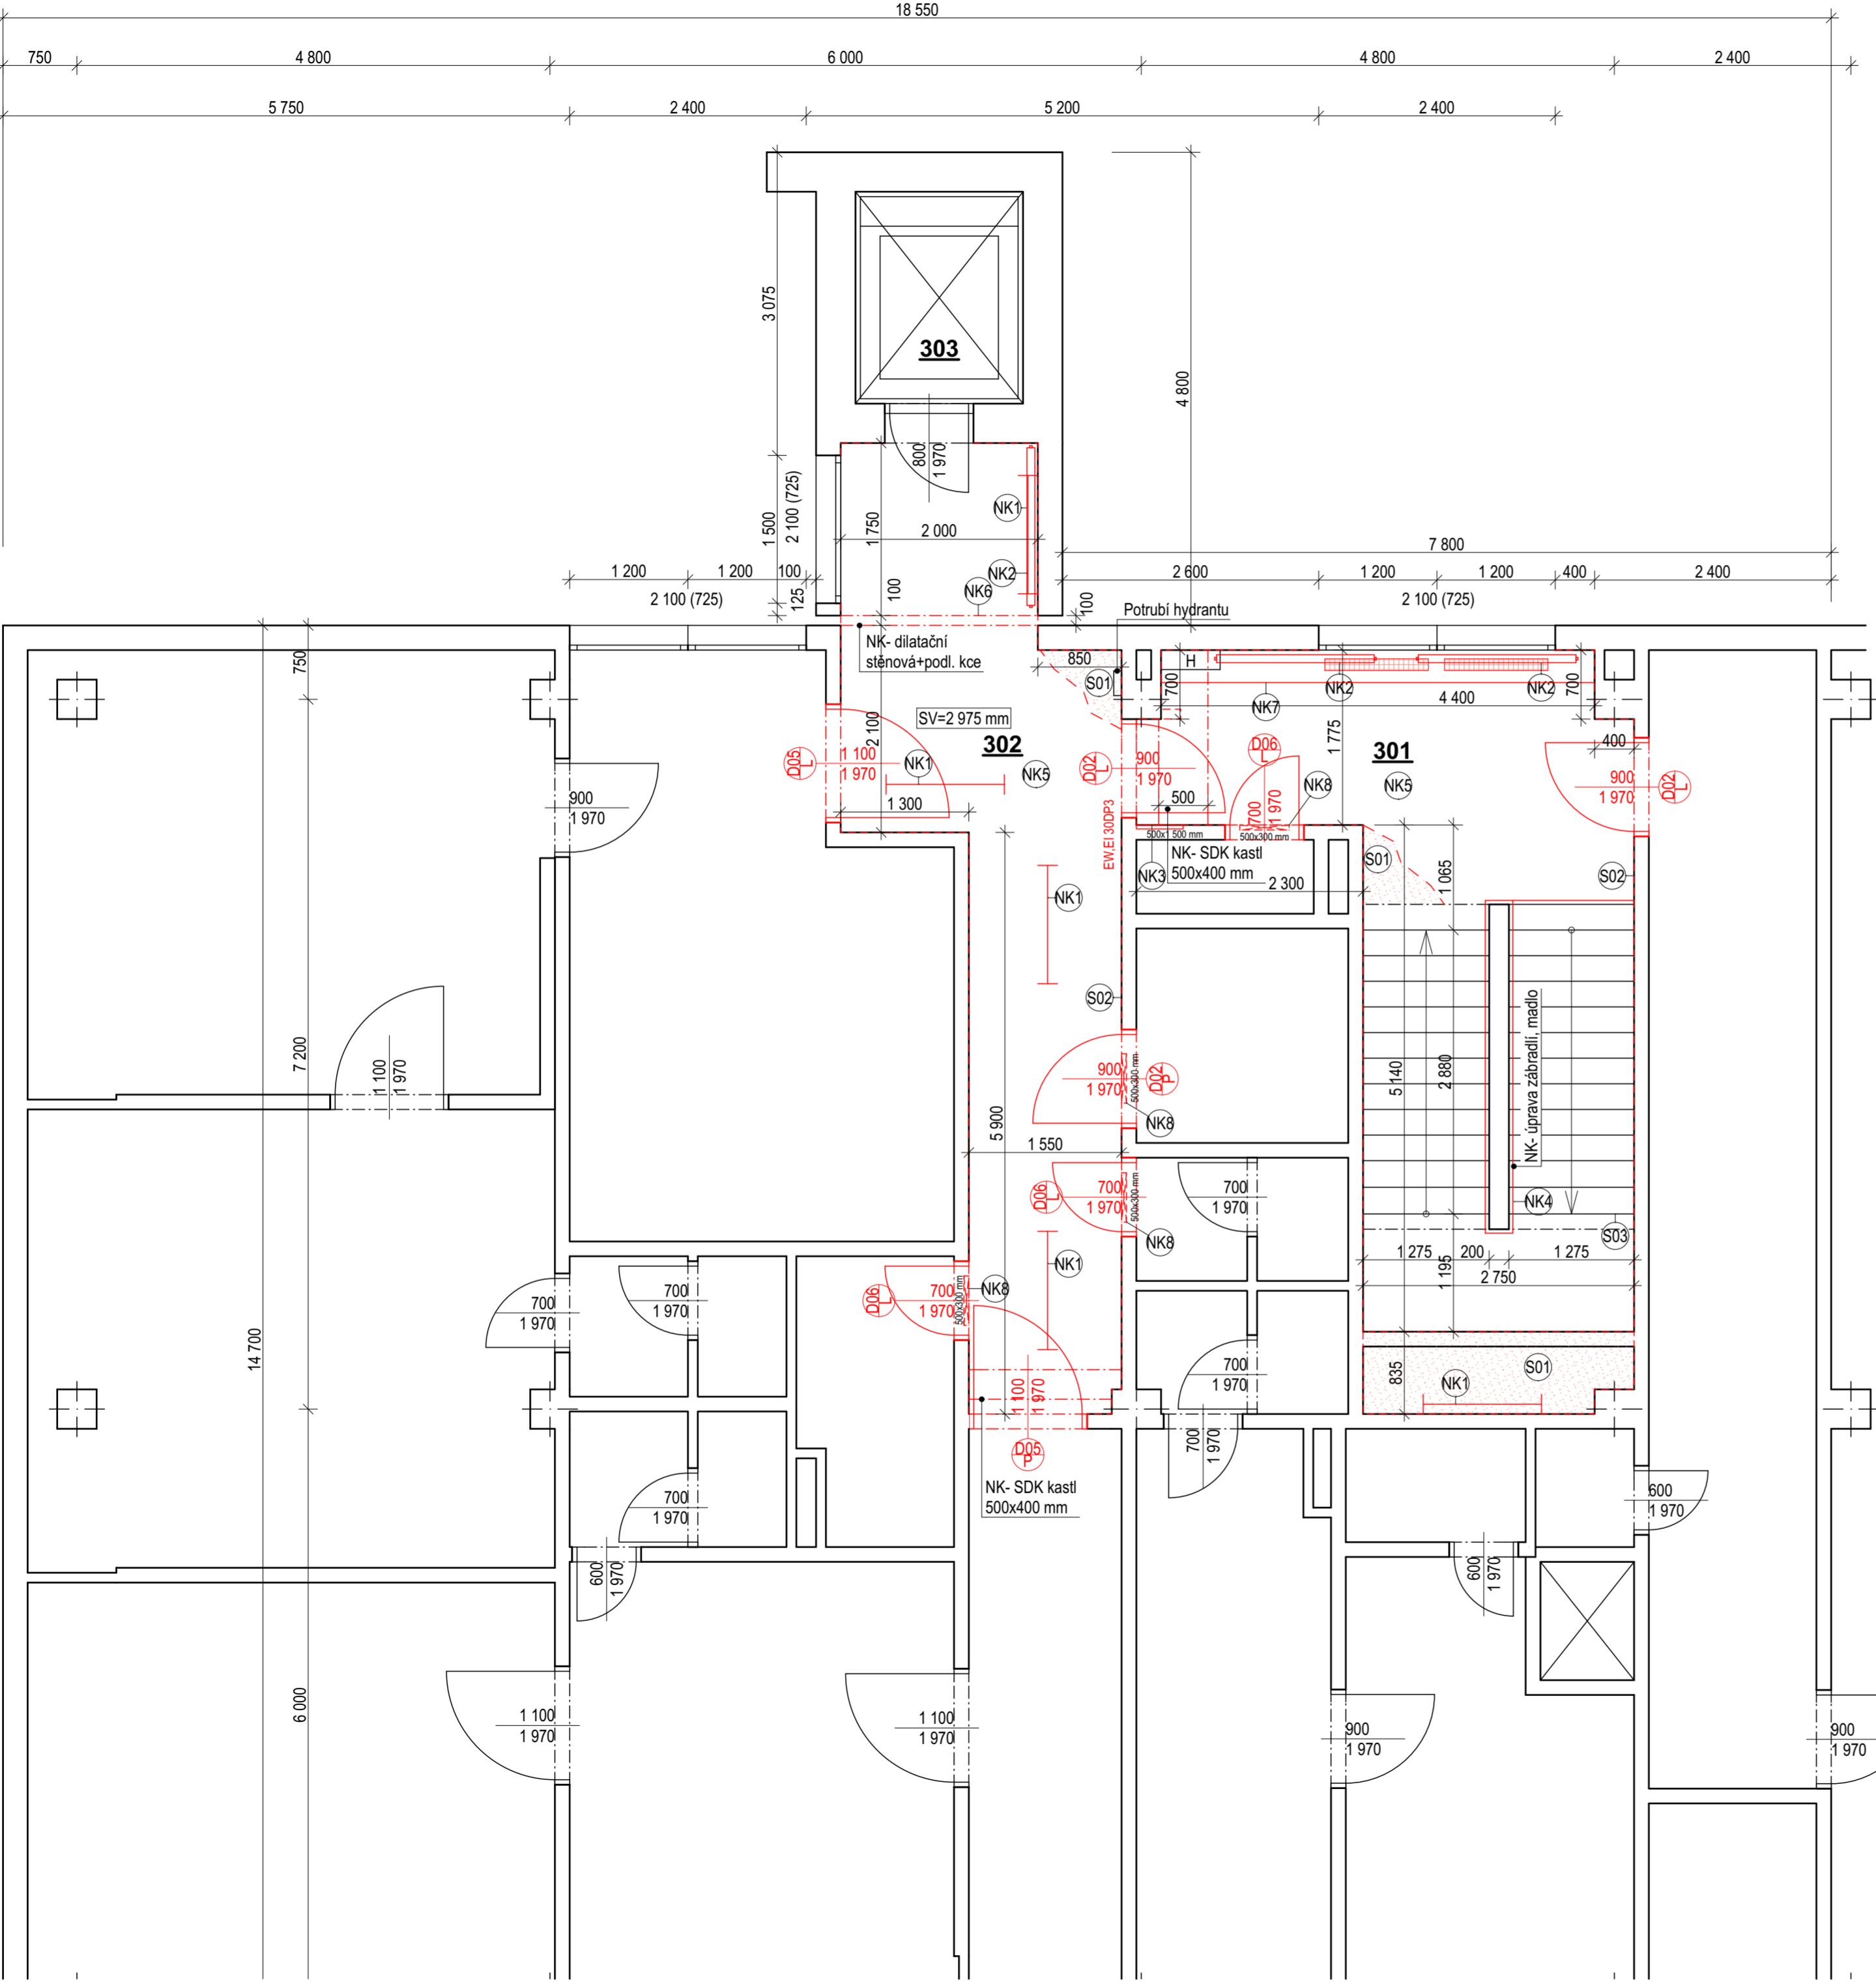 18 550
750
4 800
6 000
4 800
2 400
5 750
2 400
5 200
2 400
3 075
303
4 800
800
1 970
1 500
2 100 (725)
1 750
NK1
2 000
7 800
NK2
NK6
1 200
1 200
100
2 100 (725)
125
100
100
2 600
1 200
1 200
400
2 400
2 100 (725)
Potrubí hydrantu
NK- dilatační
stěnová+podl. kce
750
850
H
S01
700
NK2
NK2
4 400
700
NK7
SV=2 975 mm
2 100
302
301
1 775
400
D05
L
1 100
1 970
NK1
NK5
D02
L
900
1 970
D06
L
NK8
NK5
900
1 970
D02
L
900
1 970
1 300
500
700
1 970
500x1 500 mm
500x300 mm
EW,EI 30DP3
NK- SDK kastl
500x400 mm
NK3
2 300
S01
1 065
S02
NK1
S02
7 200
1 100
1 970
5 140
2 880
NK- úprava zábradlí, madlo
900
1 970
D02
P
500x300 mm
NK8
5 900
1 550
D06
L
700
1 970
500x300 mm
700
1 970
NK8
NK4
S03
NK1
1 275
200
1 275
2 750
1 195
700
1 970
700
1 970
D06
L
700
1 970
500x300 mm
NK8
14 700
700
1 970
1 100
1 970
835
S01
NK1
D05
P
700
1 970
NK- SDK kastl
500x400 mm
700
1 970
600
1 970
600
1 970
600
1 970
6 000
1 100
1 970
1 100
1 970
900
1 970
900
1 970